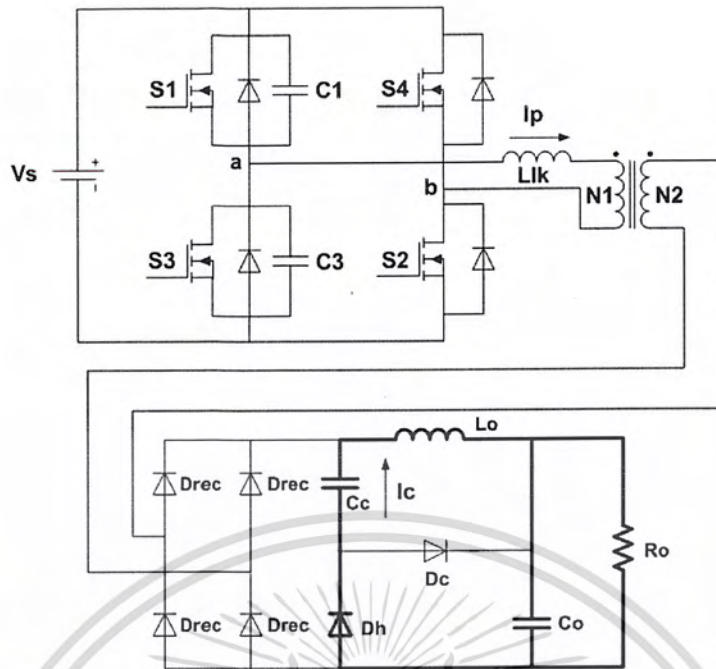 S1
C1
S4
Ip
a
Vs
+
-
Llk
b
N1
N2
S3
C3
S2
Lo
Drec
Drec
Cc
Ic
Ro
Dc
Drec
Drec
Dh
Co